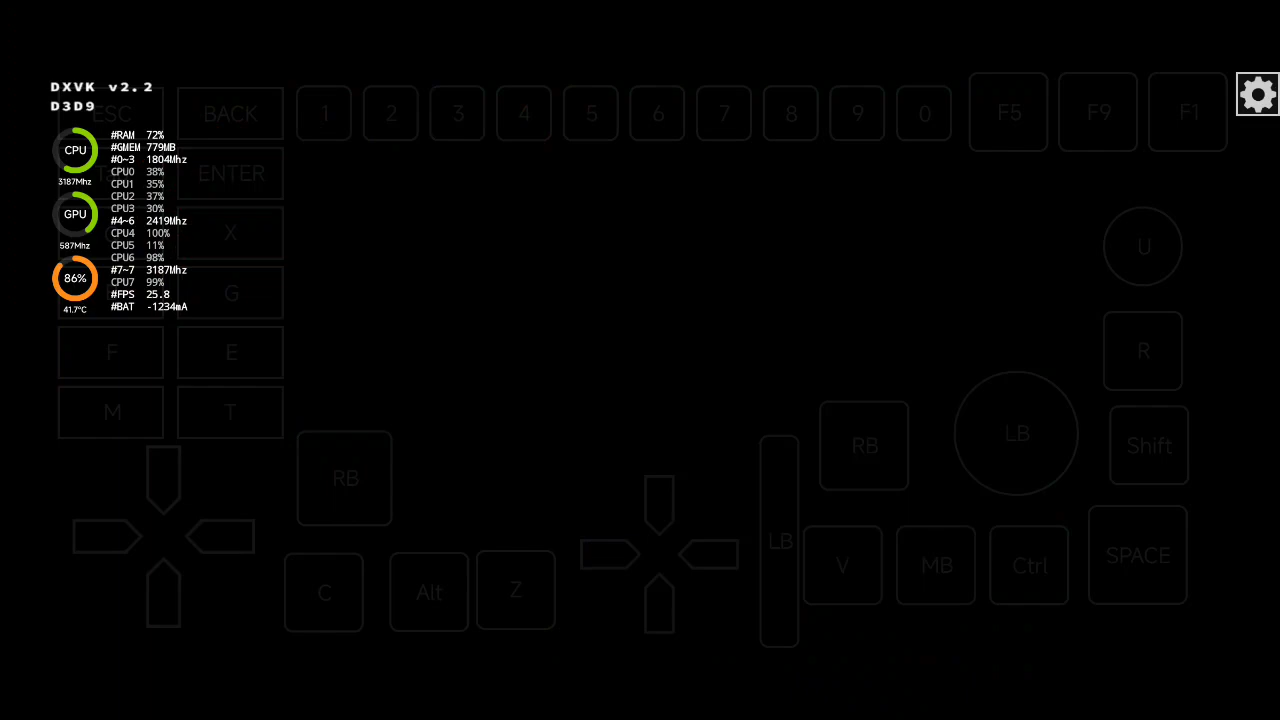 DXVK v2.2
D3D9
ESC
BACK
1
2
3
4
5
6
7
8
9
0
F5
F9
F1
CPU
3187Mhz
GPU
587Mhz
86%
41.7°C
#RAM 72%
#GMEM 779MB
#0~3 1804Mhz
CPU0 38%
CPU1 35%
CPU2 37%
CPU3 30%
#4~6 2419Mhz
CPU4 100%
CPU5 11%
CPU6 98%
#7~7 3187Mhz
CPU7 99%
#FPS 25.8
#BAT -1234mA
ENTER
X
G
F
E
M
T
U
R
RB
LB
Shift
RB
LB
V
MB
Ctrl
SPACE
C
Alt
Z